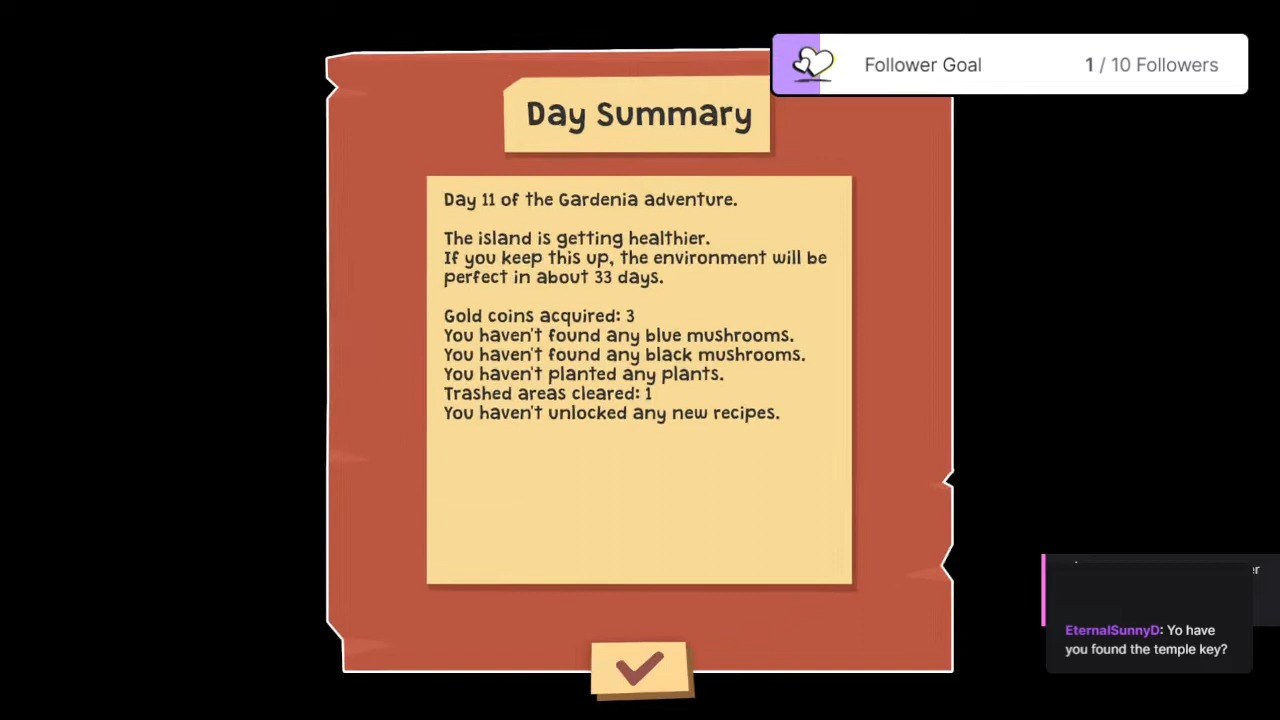 Follower Goal 1 / 10 Followers
Day Summary
Day 11 of the Gardenia adventure.
The island is getting healthier.
If you keep this up, the environment will be
perfect in about 33 days.
Gold coins acquired: 3
You haven't found any blue mushrooms.
You haven't found any black mushrooms.
You haven't planted any plants.
Trashed areas cleared: 1
You haven't unlocked any new recipes.
EternalSunnyD: Yo have
you found the temple key?